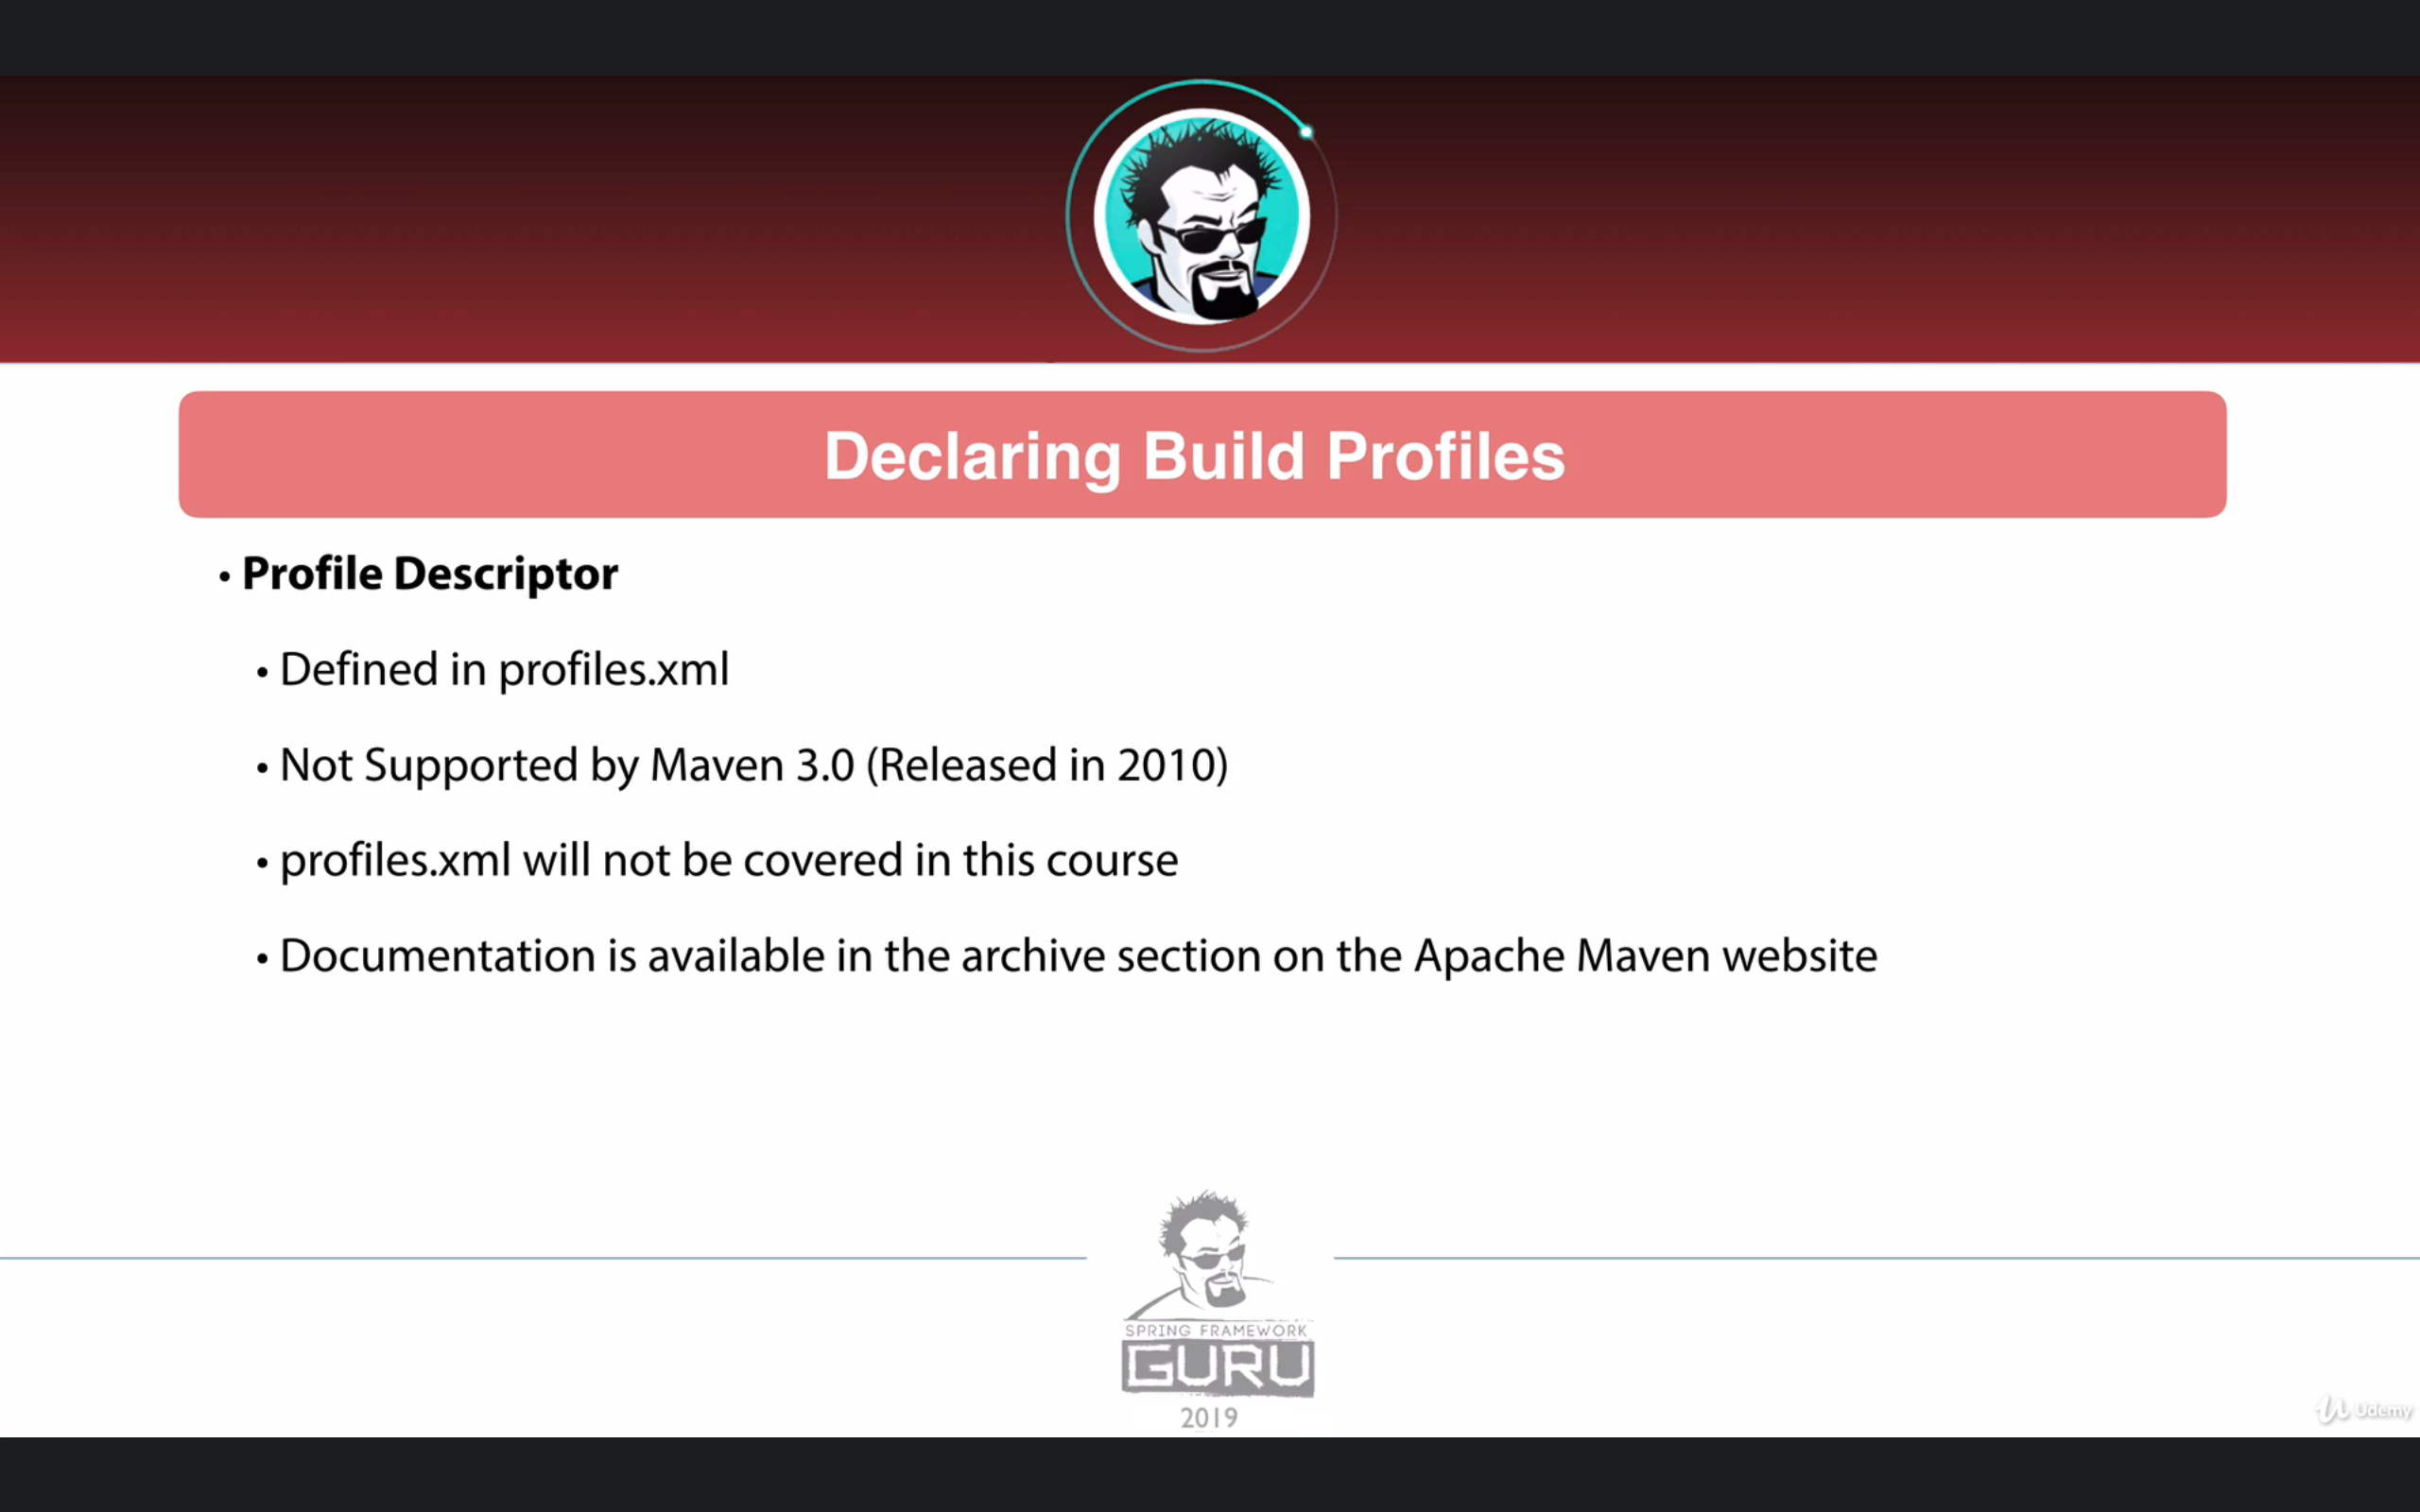 Declaring Build Profiles
• Profile Descriptor
• Defined in profiles.xml
• Not Supported by Maven 3.0 (Released in 2010)
• profiles.xml will not be covered in this course
• Documentation is available in the archive section on the Apache Maven website
SPRING FRAMEWORK
GURU
2019
Udemy